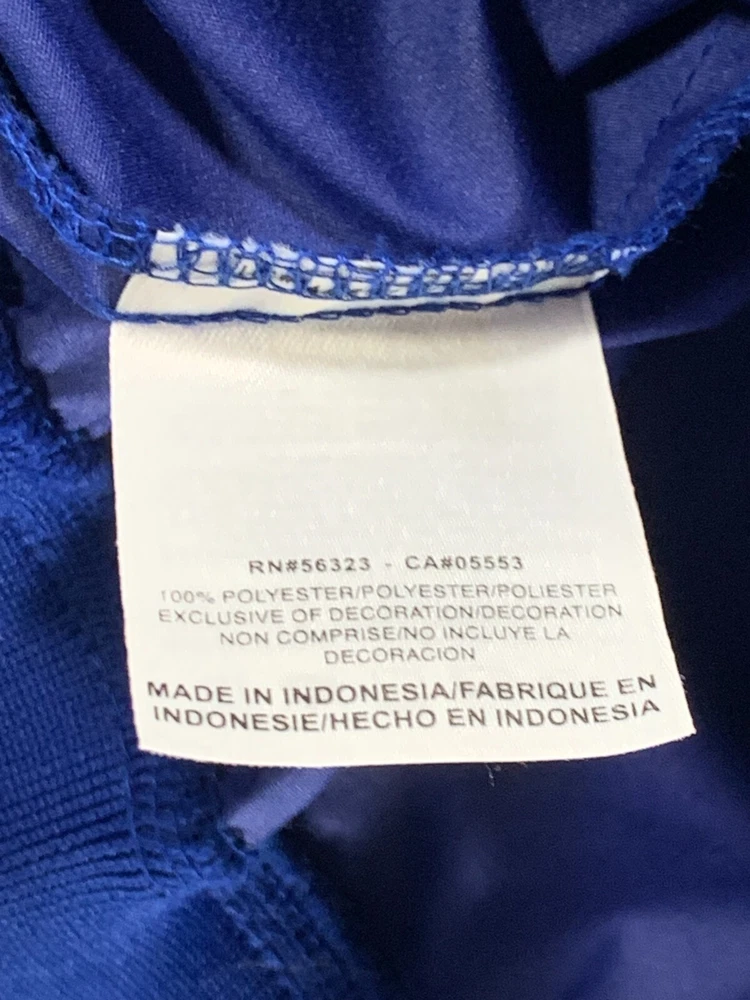 RN#56323 - CA#05553
100% POLYESTER/POLYESTER/POLIESTER
EXCLUSIVE OF DECORATION/DECORATION
NON COMPRISE/NO INCLUYE LA
DECORACION
MADE IN INDONESIA/FABRIQUE EN
INDONESIE/HECHO EN INDONESIA